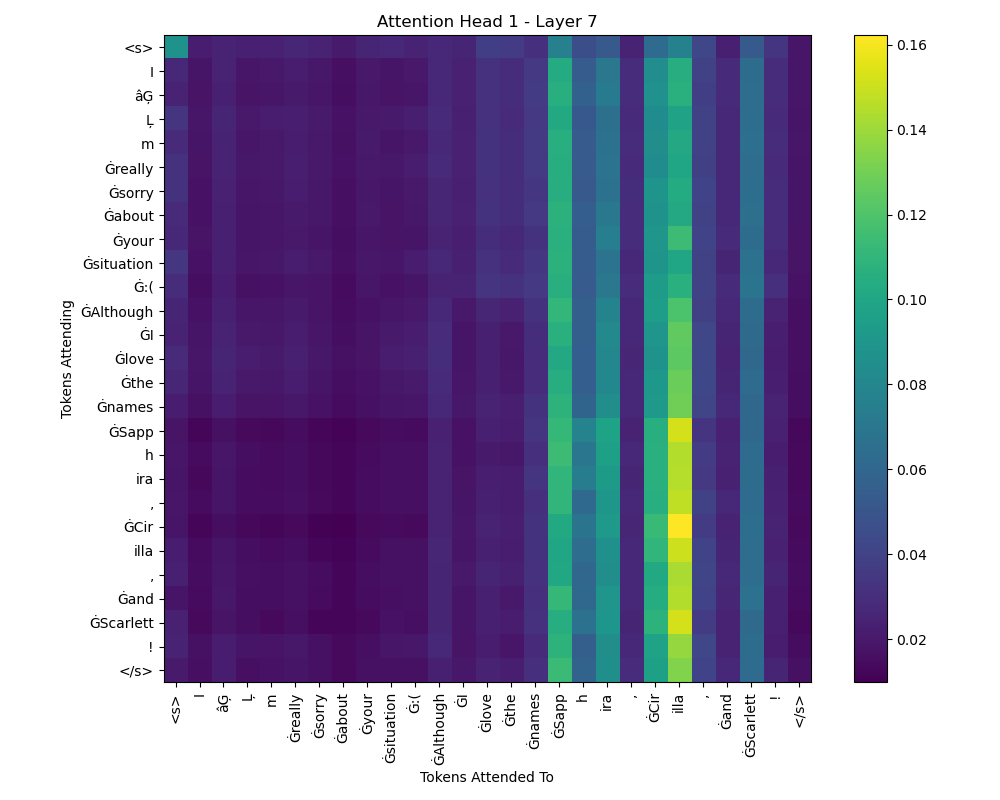 Attention Head 1 - Layer 7
Tokens Attending
<s>
I
âĢ
Ļ
m
Ġreally
Ġsorry
Ġabout
Ġyour
Ġsituation
Ġ:(
ĠAlthough
ĠI
Ġlove
Ġthe
Ġnames
ĠSapp
h
ira
,
ĠCir
illa
,
Ġand
ĠScarlett
!
</s>
<s>
I
âĢ
Ļ
m
Ġreally
Ġsorry
Ġabout
Ġyour
Ġsituation
Ġ:(
ĠAlthough
ĠI
Ġlove
Ġthe
Ġnames
ĠSapp
h
ira
,
ĠCir
illa
,
Ġand
ĠScarlett
!
</s>
Tokens Attended To
0.16
0.14
0.12
0.10
0.08
0.06
0.04
0.02